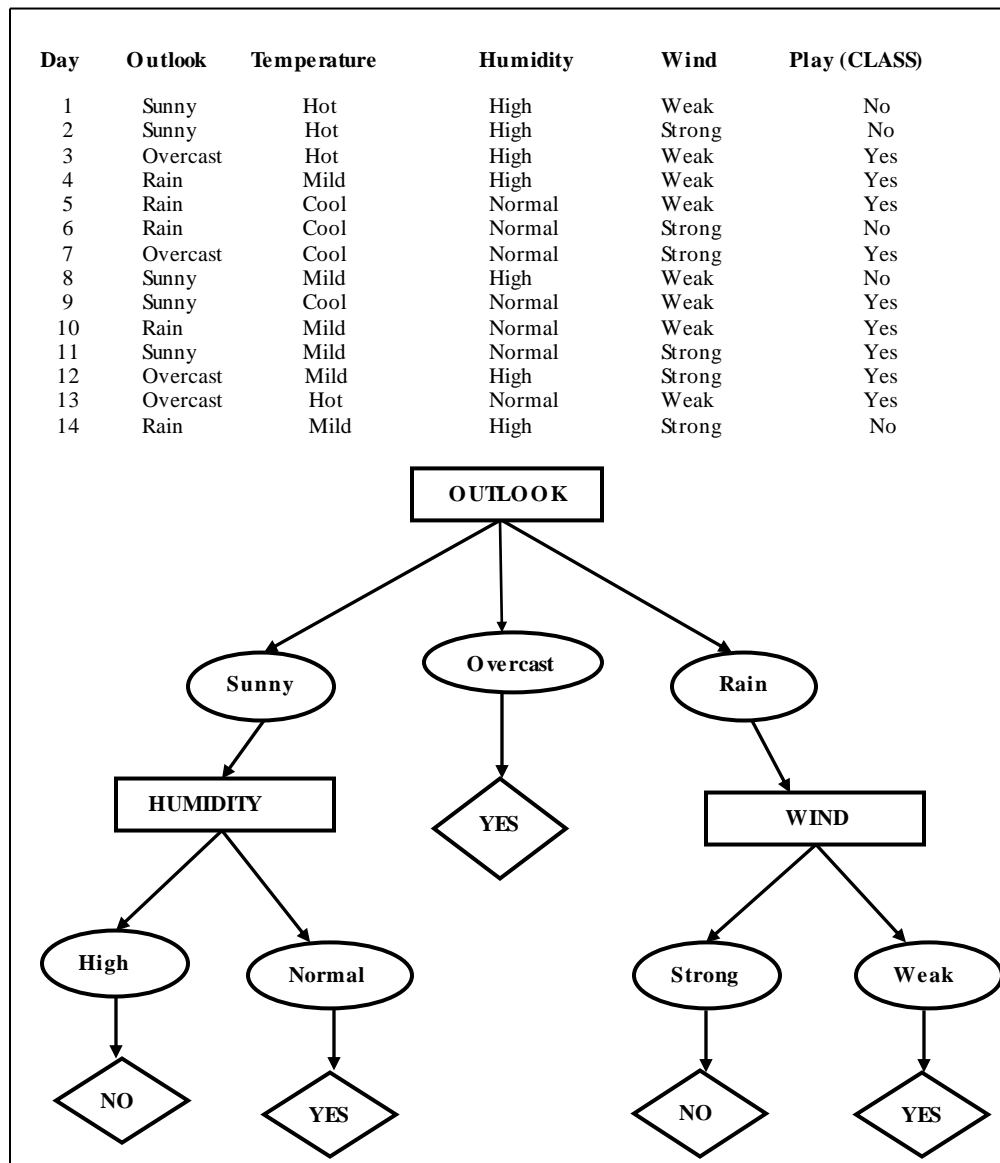 Day Outlook Temperature Humidity Wind Play (CLASS)
1 Sunny Hot High Weak No
2 Sunny Hot High Strong No
3 Overcast Hot High Weak Yes
4 Rain Mild High Weak Yes
5 Rain Cool Normal Weak Yes
6 Rain Cool Normal Strong No
7 Overcast Cool Normal Strong Yes
8 Sunny Mild High Weak No
9 Sunny Cool Normal Weak Yes
10 Rain Mild Normal Weak Yes
11 Sunny Mild Normal Strong Yes
12 Overcast Mild High Strong Yes
13 Overcast Hot Normal Weak Yes
14 Rain Mild High Strong No
OUTLOOK
Sunny Overcast Rain
HUMIDITY YES WIND
High Normal Strong Weak
NO YES NO YES